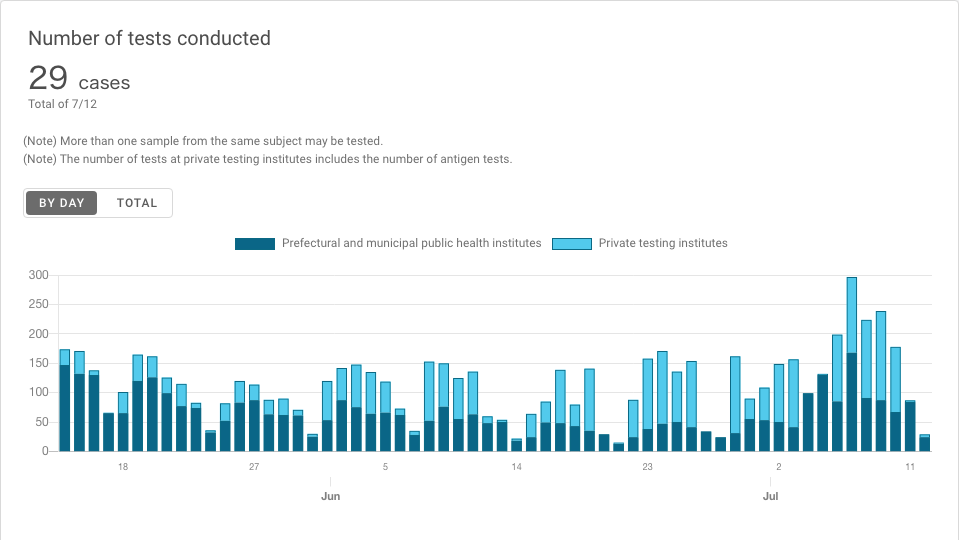 Number of tests conducted
29 cases
Total of 7/12
(Note) More than one sample from the same subject may be tested.
(Note) The number of tests at private testing institutes includes the number of antigen tests.
BY DAY TOTAL
Prefectural and municipal public health institutes Private testing institutes
300
250
200
150
100
50
0
18 27 5 14 23 2 11
Jun Jul